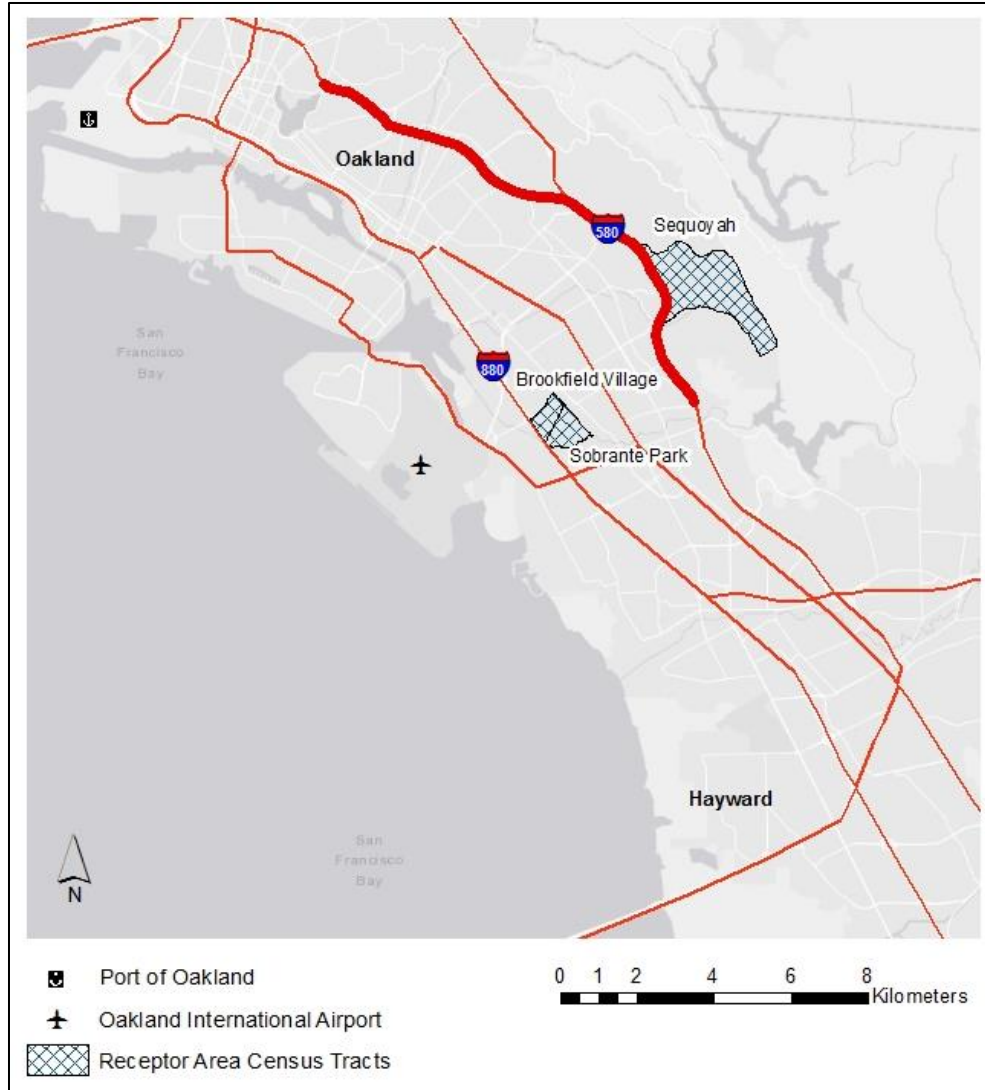 Oakland
580
Sequoyah
San
Francisco
Bay
880
Brookfield Village
Sobrante Park
Hayward
San
Francisco
Bay
N
Port of Oakland
0 1 2 4 6 8
Kilometers
Oakland International Airport
Receptor Area Census Tracts